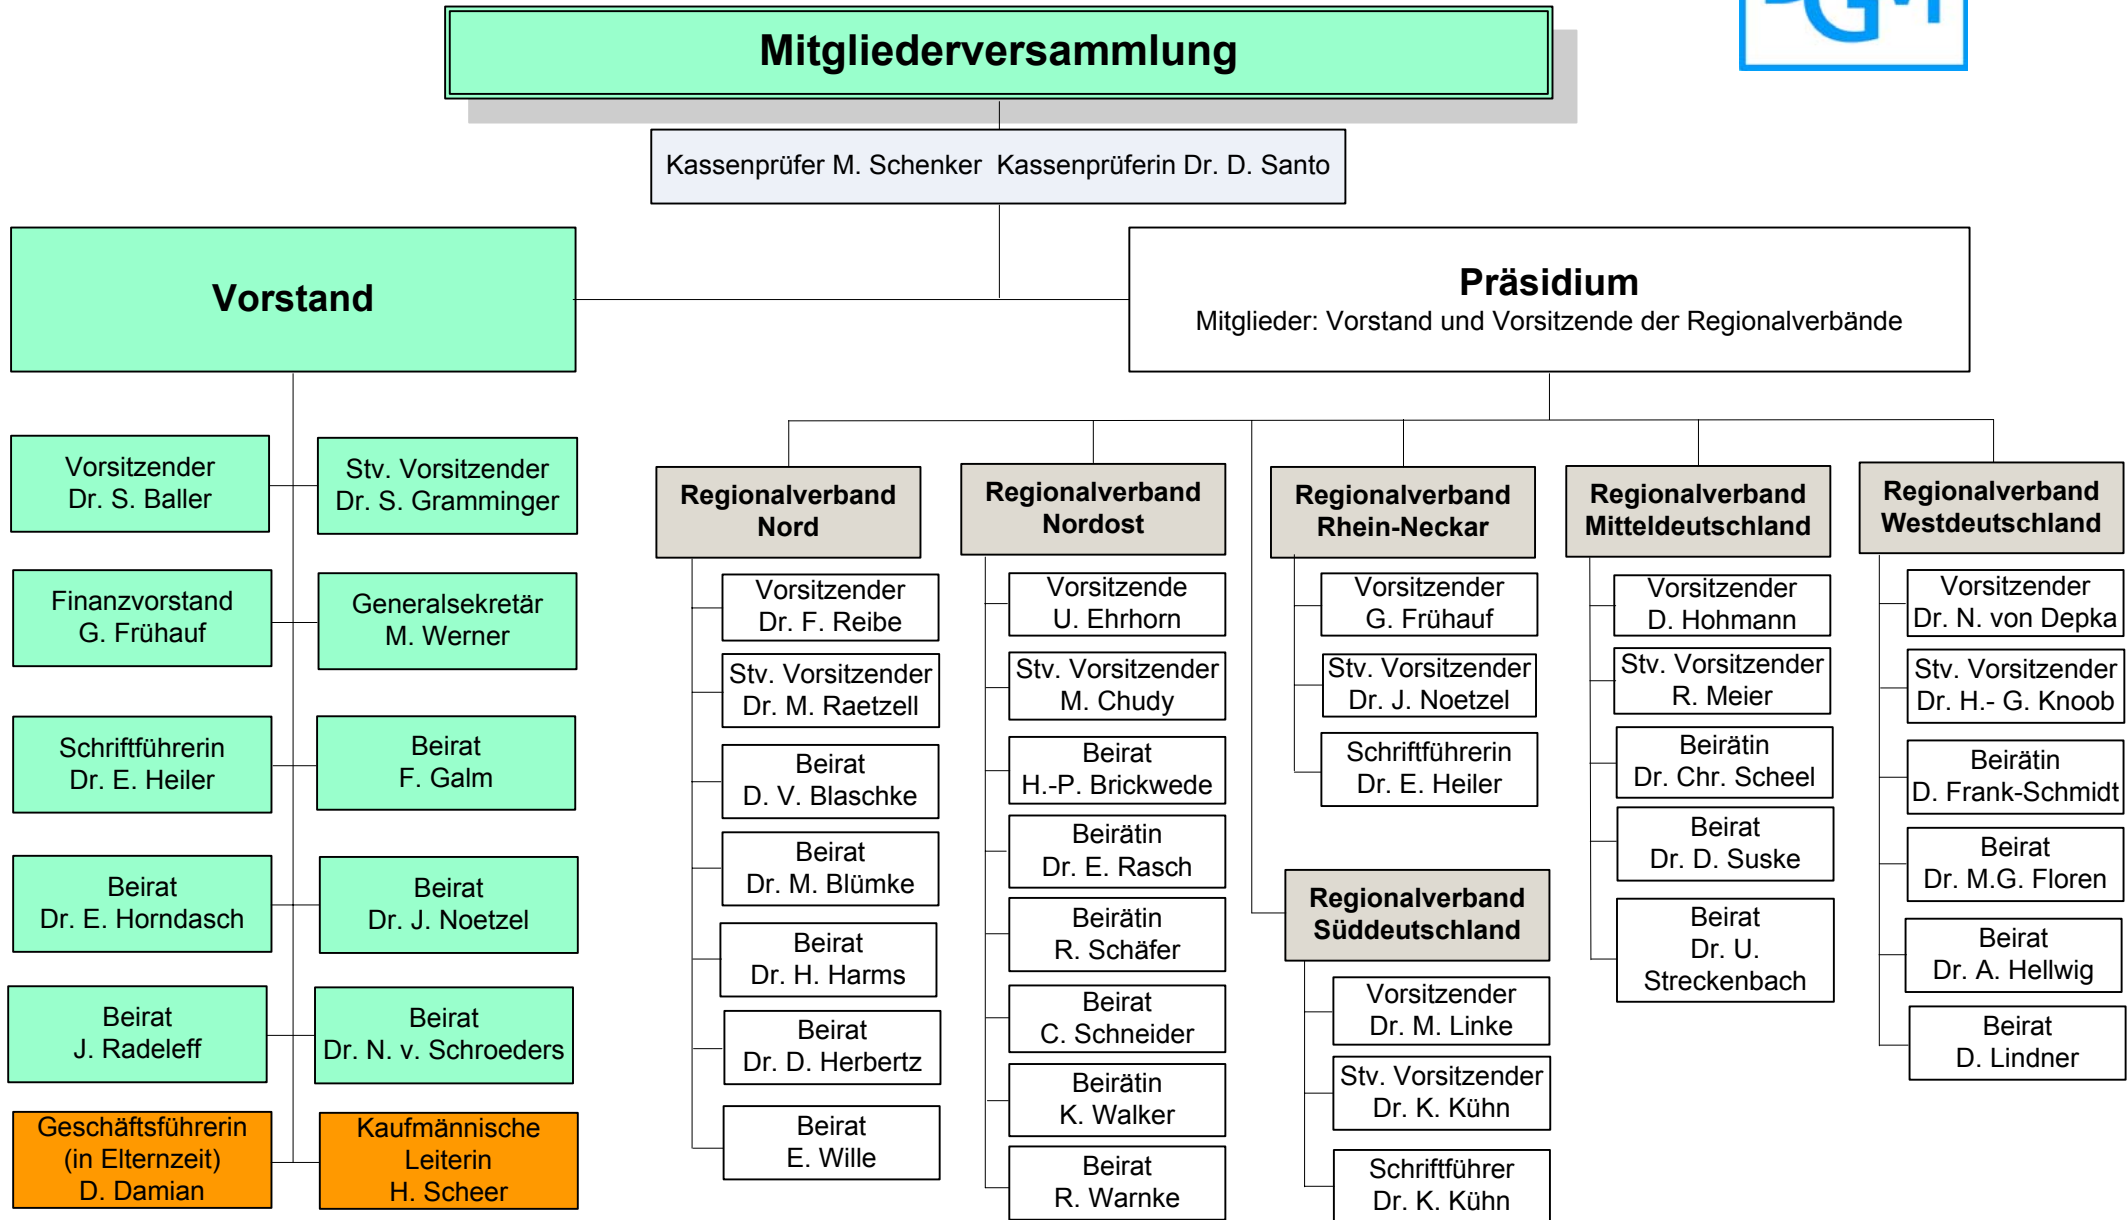 Mitgliederversammlung
Kassenprüfer M. Schenker  Kassenprüferin Dr. D. Santo
Vorstand
Präsidium
Mitglieder: Vorstand und Vorsitzende der Regionalverbände
Vorsitzender
Dr. S. Baller
Stv. Vorsitzender
Dr. S. Gramminger
Finanzvorstand
G. Frühauf
Generalsekretär
M. Werner
Schriftführerin
Dr. E. Heiler
Beirat
F. Galm
Beirat
Dr. E. Horndasch
Beirat
Dr. J. Noetzel
Beirat
J. Radeleff
Beirat
Dr. N. v. Schroeders
Geschäftsführerin
(in Elternzeit)
D. Damian
Kaufmännische
Leiterin
H. Scheer
Regionalverband
Nord
Vorsitzender
Dr. F. Reibe
Stv. Vorsitzender
Dr. M. Raetzell
Beirat
D. V. Blaschke
Beirat
Dr. M. Blümke
Beirat
Dr. H. Harms
Beirat
Dr. D. Herbertz
Beirat
E. Wille
Regionalverband
Nordost
Vorsitzende
U. Ehrhorn
Stv. Vorsitzender
M. Chudy
Beirat
H.-P. Brickwede
Beirätin
Dr. E. Rasch
Beirätin
R. Schäfer
Beirat
C. Schneider
Beirätin
K. Walker
Beirat
R. Warnke
Regionalverband
Rhein-Neckar
Vorsitzender
G. Frühauf
Stv. Vorsitzender
Dr. J. Noetzel
Schriftführerin
Dr. E. Heiler
Regionalverband
Süddeutschland
Vorsitzender
Dr. M. Linke
Stv. Vorsitzender
Dr. K. Kühn
Schriftführer
Dr. K. Kühn
Regionalverband
Mitteldeutschland
Vorsitzender
D. Hohmann
Stv. Vorsitzender
R. Meier
Beirätin
Dr. Chr. Scheel
Beirat
Dr. D. Suske
Beirat
Dr. U.
Streckenbach
Regionalverband
Westdeutschland
Vorsitzender
Dr. N. von Depka
Stv. Vorsitzender
Dr. H.- G. Knoob
Beirätin
D. Frank-Schmidt
Beirat
Dr. M.G. Floren
Beirat
Dr. A. Hellwig
Beirat
D. Lindner